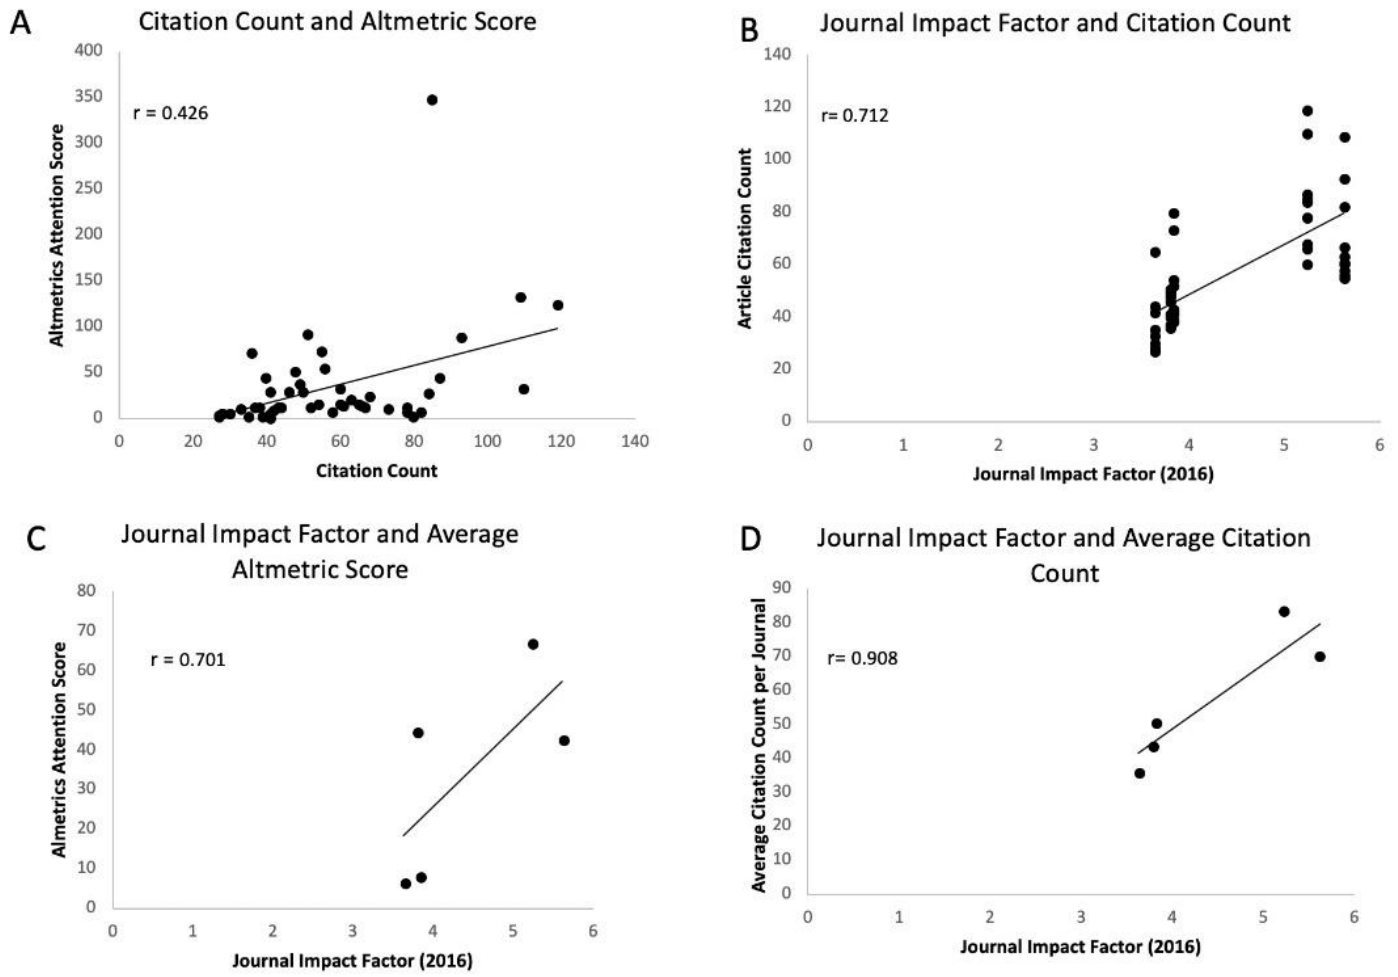 A
Citation Count and Altmetric Score
400
350
300
250
200
150
100
50
0
r = 0.426
Altmetrics Attention Score
0 20 40 60 80 100 120 140
Citation Count
B
Journal Impact Factor and Citation Count
140
120
100
80
60
40
20
0
r= 0.712
Article Citation Count
0 1 2 3 4 5 6
Journal Impact Factor (2016)
C
Journal Impact Factor and Average
Altmetric Score
80
70
60
50
40
30
20
10
0
r = 0.701
Almetrics Attention Score
0 1 2 3 4 5 6
Journal Impact Factor (2016)
D
Journal Impact Factor and Average Citation
Count
90
80
70
60
50
40
30
20
10
0
r= 0.908
Average Citation Count per Journal
0 1 2 3 4 5 6
Journal Impact Factor (2016)